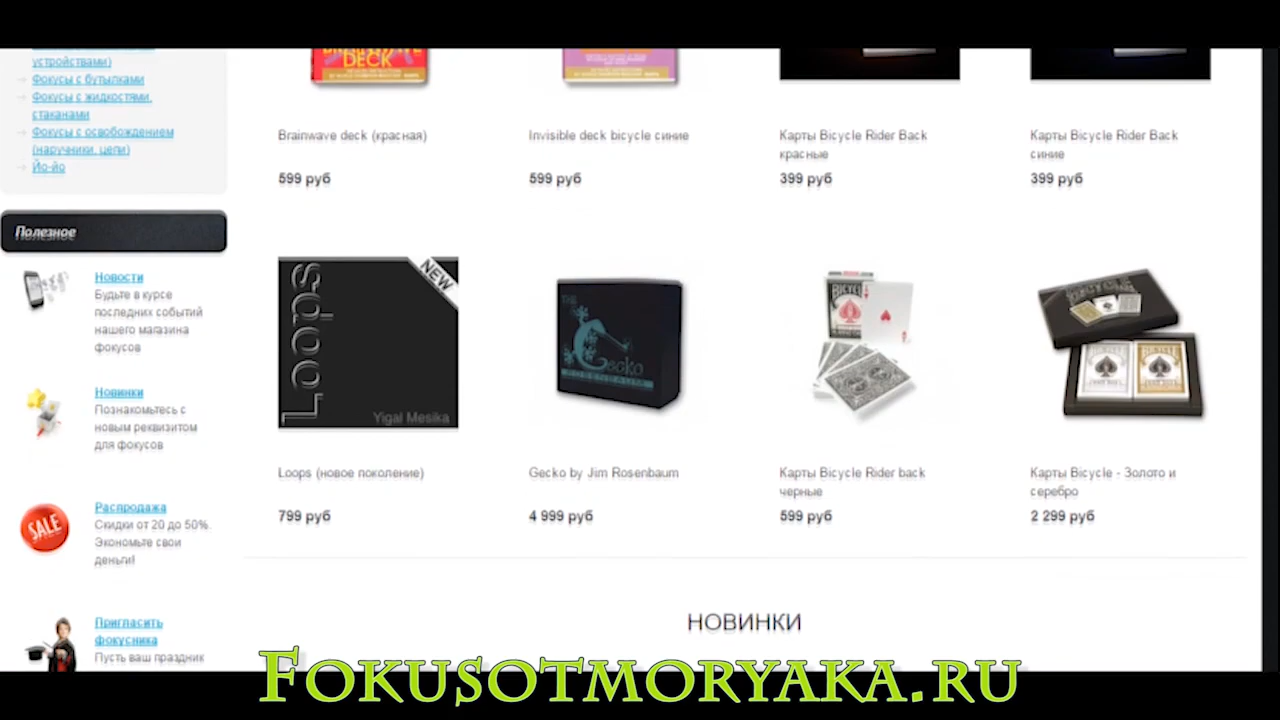 устройствами)
Фокусы с бутылками
Фокусы с жидкостями,
стаканами
Фокусы с освобождением
(наручники, цепи)
Йо-йо
Полезное
Новости
Будьте в курсе
последних событий
нашего магазина
фокусов
Новинки
Познакомьтесь с
новым реквизитом
для фокусов
SALE
Распродажа
Скидки от 20 до 50%.
Экономьте свои
деньги!
Пригласить
фокусника
Пусть ваш праздник
DECK
Brainwave deck (красная)
599 руб
Invisible deck bicycle синие
599 руб
Карты Bicycle Rider Back
красные
399 руб
Карты Bicycle Rider Back
синие
399 руб
Loops
NEW
Yigal Mesika
Loops (новое поколение)
799 руб
THE
Gecko
ROSENBAUM
Gecko by Jim Rosenbaum
4 999 руб
BICYCLE
Карты Bicycle Rider back
черные
599 руб
BICYCLE
BICYCLE
Карты Bicycle - Золото и
серебро
2 299 руб
НОВИНКИ
Fokusotmoryaka.ru